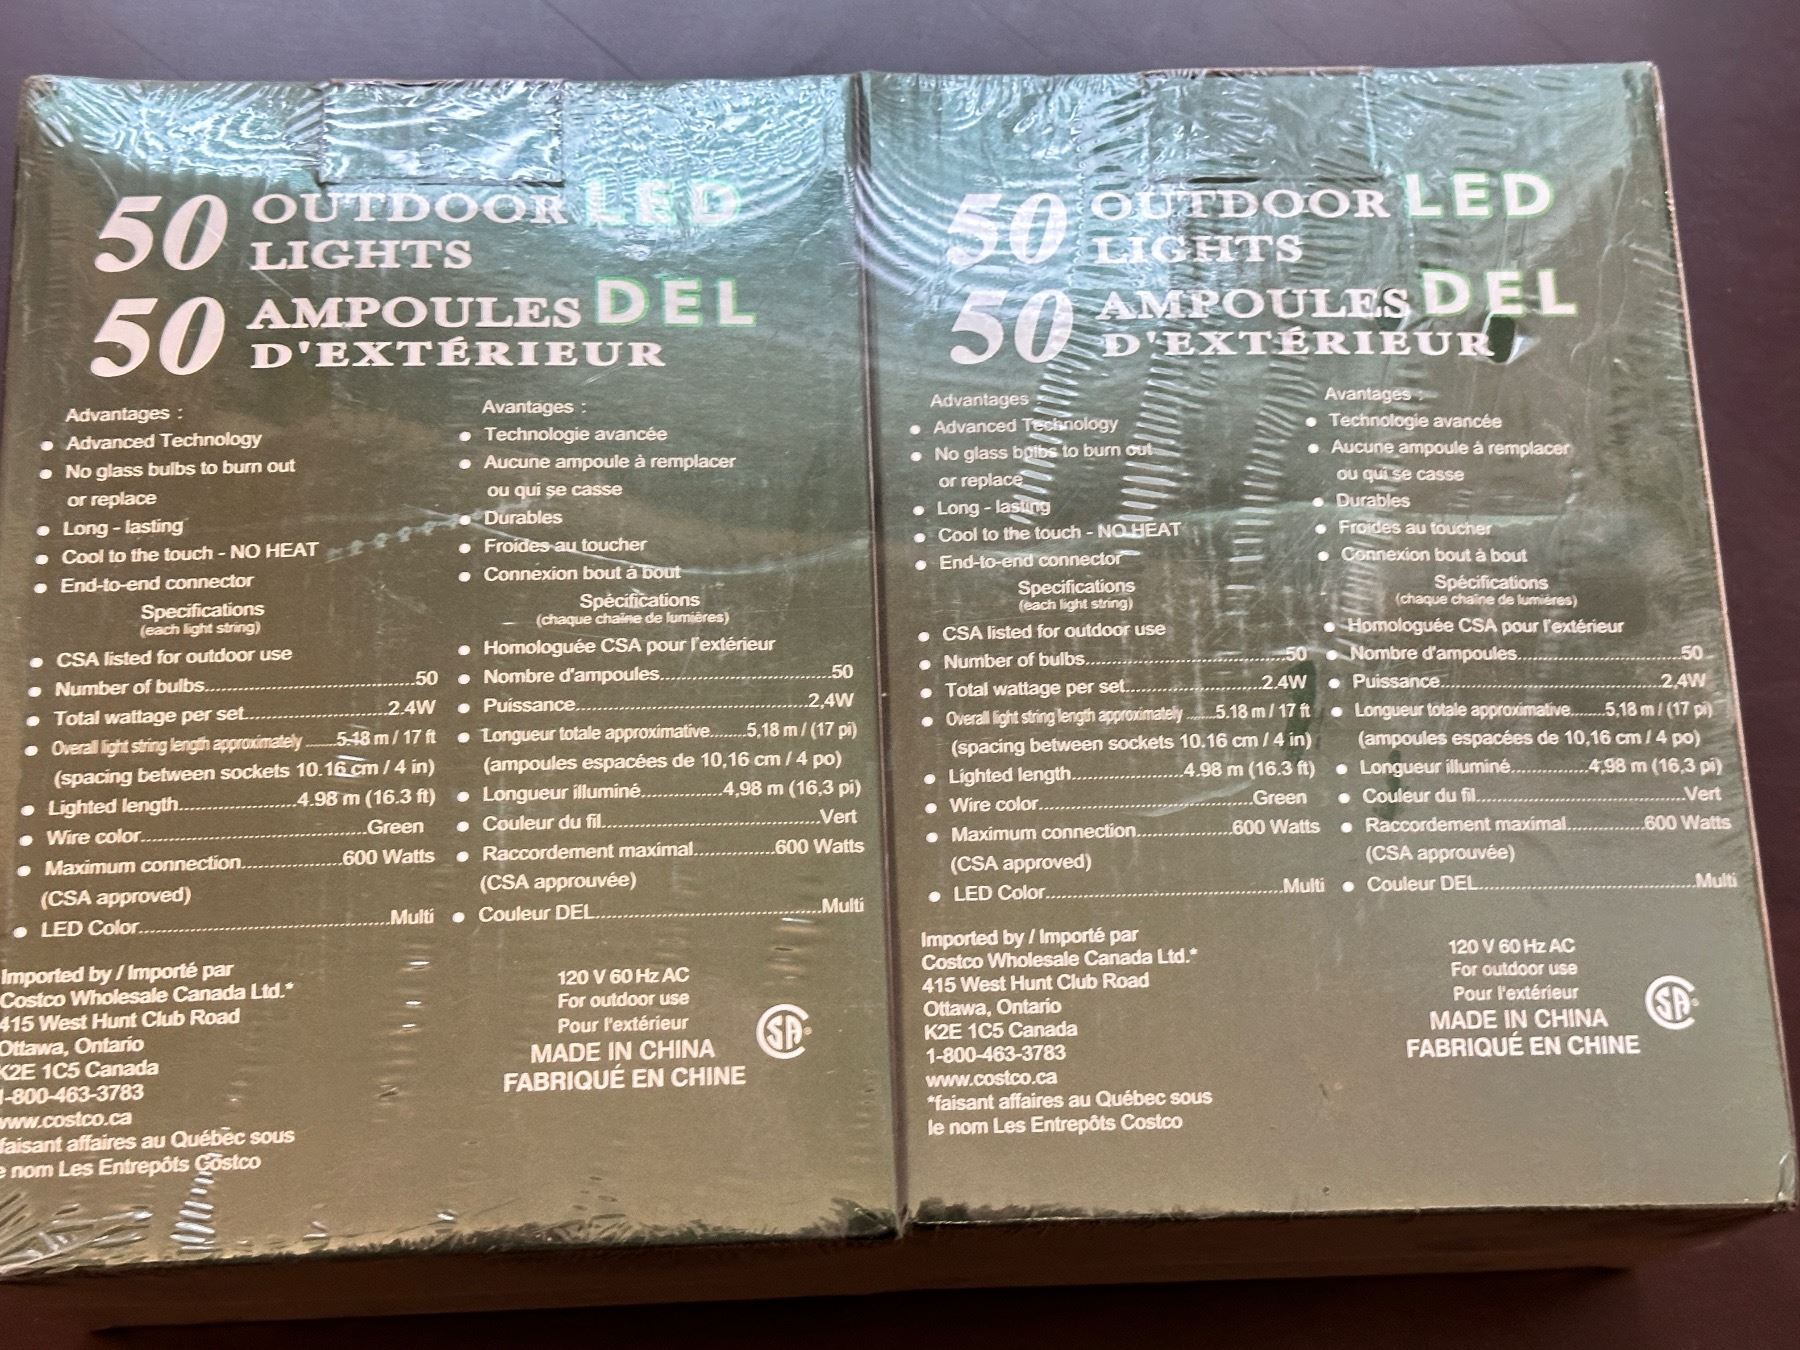 50 OUTDOOR LED
LIGHTS
50 AMPOULES DEL
D'EXTÉRIEUR
Advantages :
• Advanced Technology
• No glass bulbs to burn out
or replace
• Long - lasting
• Cool to the touch - NO HEAT
• End-to-end connector
Specifications
(each light string)
• CSA listed for outdoor use
• Number of bulbs..........50
• Total wattage per set..........2.4W
• Overall light string length approximately ........5.18 m / 17 ft
(spacing between sockets 10.16 cm / 4 in)
• Lighted length..........4.98 m (16.3 ft)
• Wire color..........Green
• Maximum connection..........600 Watts
(CSA approved)
• LED Color..........Multi
Avantages :
• Technologie avancée
• Aucune ampoule à remplacer
ou qui se casse
• Durables
• Froides au toucher
• Connexion bout à bout
Spécifications
(chaque chaîne de lumières)
• Homologuée CSA pour l'extérieur
• Nombre d'ampoules..........50
• Puissance..........2,4W
• Longueur totale approximative........5,18 m / (17 pi)
(ampoules espacées de 10,16 cm / 4 po)
• Longueur illuminé..........4,98 m (16,3 pi)
• Couleur du fil..........Vert
• Raccordement maximal..........600 Watts
(CSA approuvée)
• Couleur DEL..........Multi
Imported by / Importé par
Costco Wholesale Canada Ltd.*
415 West Hunt Club Road
Ottawa, Ontario
K2E 1C5 Canada
1-800-463-3783
www.costco.ca
faisant affaires au Québec sous
le nom Les Entrepôts Costco
120 V 60 Hz AC
For outdoor use
Pour l'extérieur
MADE IN CHINA
FABRIQUÉ EN CHINE
SA®
50 OUTDOOR LED
LIGHTS
50 AMPOULES DEL
D'EXTÉRIEUR
Advantages :
• Advanced Technology
• No glass bulbs to burn out
or replace
• Long - lasting
• Cool to the touch - NO HEAT
• End-to-end connector
Specifications
(each light string)
• CSA listed for outdoor use
• Number of bulbs..........50
• Total wattage per set..........2.4W
• Overall light string length approximately ........5.18 m / 17 ft
(spacing between sockets 10.16 cm / 4 in)
• Lighted length..........4.98 m (16.3 ft)
• Wire color..........Green
• Maximum connection..........600 Watts
(CSA approved)
• LED Color..........Multi
Avantages :
• Technologie avancée
• Aucune ampoule à remplacer
ou qui se casse
• Durables
• Froides au toucher
• Connexion bout à bout
Spécifications
(chaque chaîne de lumières)
• Homologuée CSA pour l'extérieur
• Nombre d'ampoules..........50
• Puissance..........2,4W
• Longueur totale approximative........5,18 m / (17 pi)
(ampoules espacées de 10,16 cm / 4 po)
• Longueur illuminé..........4,98 m (16,3 pi)
• Couleur du fil..........Vert
• Raccordement maximal..........600 Watts
(CSA approuvée)
• Couleur DEL..........Multi
Imported by / Importé par
Costco Wholesale Canada Ltd.*
415 West Hunt Club Road
Ottawa, Ontario
K2E 1C5 Canada
1-800-463-3783
www.costco.ca
*faisant affaires au Québec sous
le nom Les Entrepôts Costco
120 V 60 Hz AC
For outdoor use
Pour l'extérieur
MADE IN CHINA
FABRIQUÉ EN CHINE
SA®